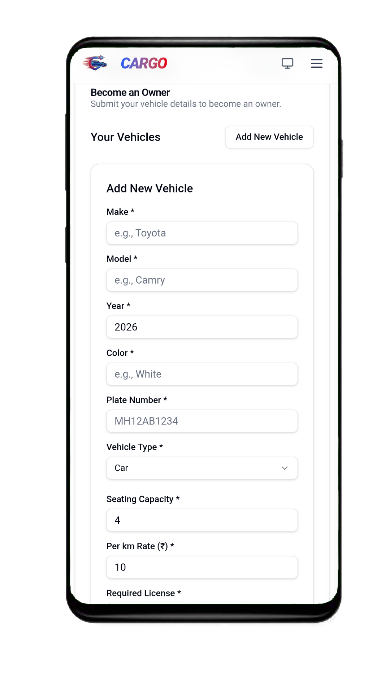 CARGO
Become an Owner
Submit your vehicle details to become an owner.
Your Vehicles
Add New Vehicle
Add New Vehicle
Make *
e.g., Toyota
Model *
e.g., Camry
Year *
2026
Color *
e.g., White
Plate Number *
MH12AB1234
Vehicle Type *
Car
Seating Capacity *
4
Per km Rate (₹) *
10
Required License *